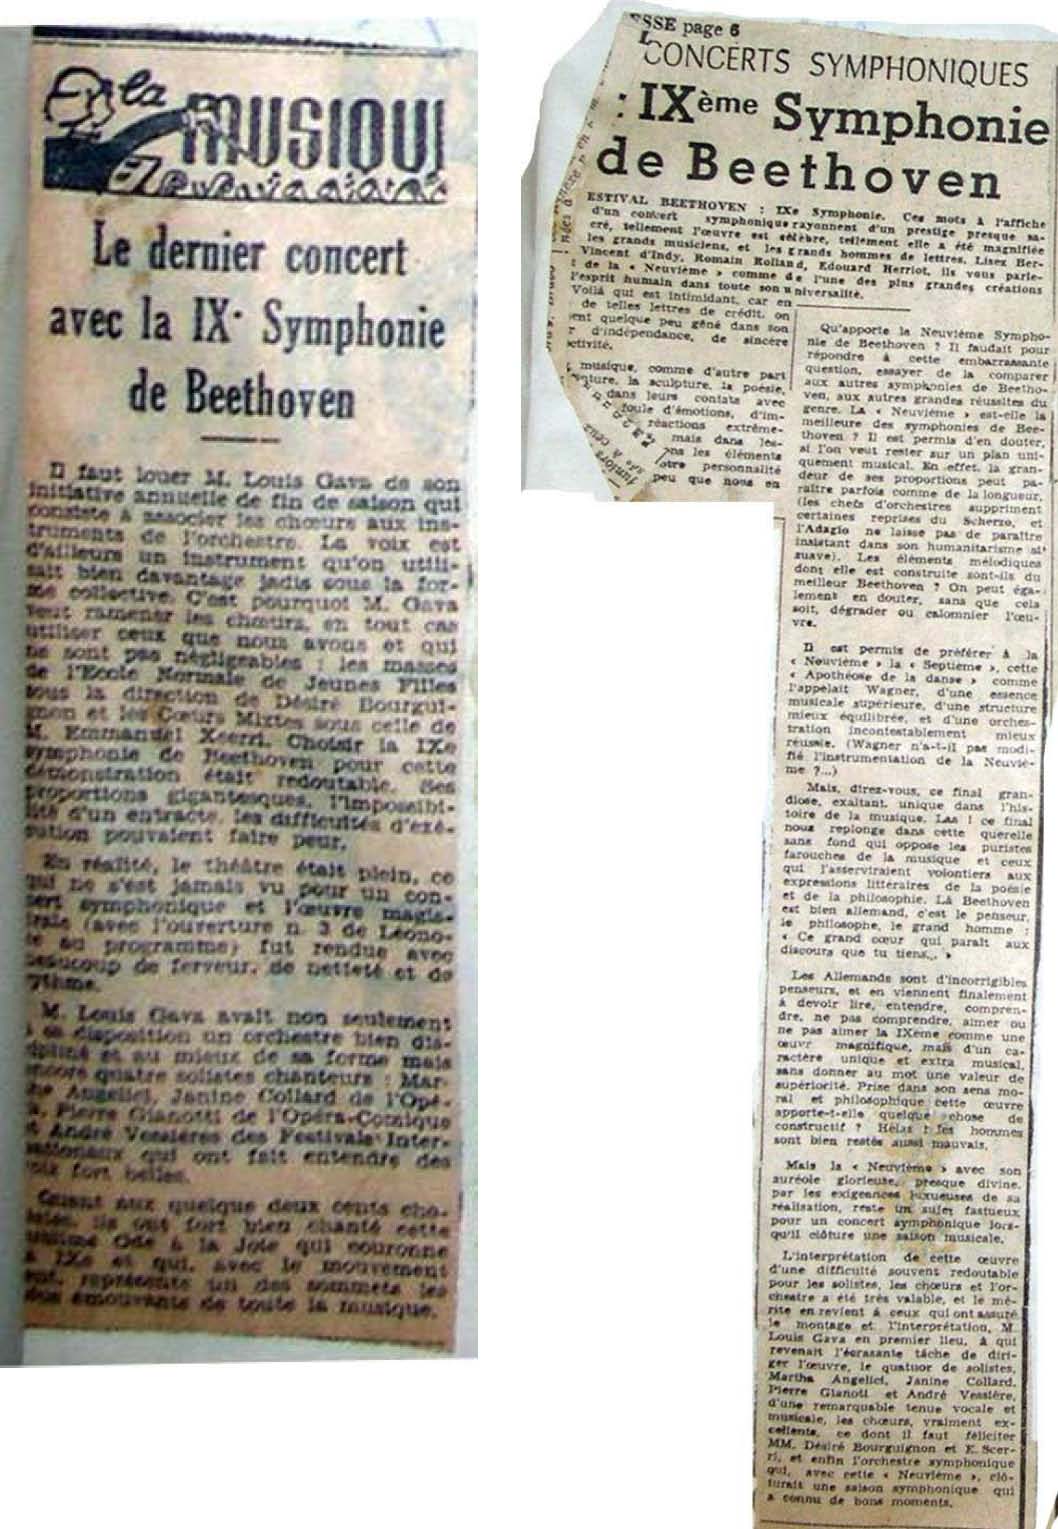 la MUSIQUE
Le dernier concert
avec la IX· Symphonie
de Beethoven
Il faut louer M. Louis Gava de son
initiative annuelle de fin de saison qui
consiste à associer les chœurs aux ins-
truments de l'orchestre. La voix est
d'ailleurs un instrument qu'on utili-
sait bien davantage jadis sous la for-
me collective. C'est pourquoi M. Gava
veut ramener les chœurs, en tout cas
utiliser ceux que nous avons et qui
ne sont pas négligeables : les masses
de l'Ecole Normale de Jeunes Filles
sous la direction de Désiré Bourgui-
gnon et les Cœurs Mixtes sous celle de
M. Emmanuel Xserri. Choisir la IXe
symphonie de Beethoven pour cette
démonstration était redoutable. Ses
proportions gigantesques, l'impossibi-
lité d'un entracte, les difficultés d'exé-
cution pouvaient faire peur.
En réalité, le théâtre était plein, ce
qui ne s'est jamais vu pour un con-
cert symphonique et l'œuvre magis-
trale (avec l'ouverture n. 3 de Léono-
re au programme) fut rendue avec
beaucoup de ferveur, de netteté et de
rythme.
M. Louis Gava avait non seulement
à sa disposition un orchestre bien dis-
cipliné et au mieux de sa forme mais
encore quatre solistes chanteurs : Mar-
the Angelici, Janine Collard de l'Opé-
ra, Pierre Gianotti de l'Opéra-Comique
et André Vessières des Festivals Inter-
nationaux qui ont fait entendre des
voix fort belles.
Quant aux quelque deux cents cho-
ristes, ils ont fort bien chanté cette
sublime Ode à la Joie qui couronne
la IXe et qui, avec le mouvement
lent, représente un des sommets les
plus émouvants de toute la musique.
ESSE page 6
CONCERTS SYMPHONIQUES
: IXème Symphonie
de Beethoven
ESTIVAL BEETHOVEN : IXe Symphonie. Ces mots à l'affiche
d'un concert symphonique rayonnent d'un prestige presque sa-
cré, tellement l'œuvre est célèbre, tellement elle a été magnifiée
les grands musiciens, et les grands hommes de lettres. Lisez Ber-
Vincent d'Indy, Romain Rolland, Edouard Herriot, ils vous parle-
de la « Neuvième » comme de l'une des plus grandes créations
l'esprit humain dans toute son universalité.
Voilà qui est intimidant, car en
de telles lettres de crédit, on
ent quelque peu gêné dans son
r d'indépendance, de sincère
ectivité.
musique, comme d'autre part
nture, la sculpture, la poésie,
dans leurs contats avec
foule d'émotions, d'im-
réactions extrême-
mais dans les-
ns les éléments
otre personnalité
peu que nous en
Qu'apporte la Neuvième Sympho-
nie de Beethoven ? Il faudait pour
répondre à cette embarrassante
question, essayer de la comparer
aux autres symphonies de Beetho-
ven, aux autres grandes réussites du
genre. La « Neuvième » est-elle la
meilleure des symphonies de Bee-
thoven ? Il est permis d'en douter,
si l'on veut rester sur un plan uni-
quement musical. En effet, la gran-
deur de ses proportions peut pa-
raître parfois comme de la longueur,
(les chefs d'orchestres suppriment
certaines reprises du Scherzo, et
l'Adagio ne laisse pas de paraître
insistant dans son humanitarisme si
suave). Les éléments mélodiques
dont elle est construite sont-ils du
meilleur Beethoven ? On peut éga-
lement en douter, sans que cela
soit, dégrader ou calomnier l'œu-
vre.
Il est permis de préférer à la
« Neuvième » la « Septième », cette
« Apothéose de la danse » comme
l'appelait Wagner, d'une essence
musicale supérieure, d'une structure
mieux équilibrée, et d'une orches-
tration incontestablement mieux
réussie. (Wagner n'a-t-il pas modi-
fié l'instrumentation de la Neuviè-
me ?...)
Mais, direz-vous, ce final gran-
diose, exaltant, unique dans l'his-
toire de la musique. Las ! ce final
nous replonge dans cette querelle
sans fond qui oppose les puristes
farouches de la musique et ceux
qui l'asserviraient volontiers aux
expressions littéraires de la poésie
et de la philosophie. Là Beethoven
est bien allemand, c'est le penseur,
le philosophe, le grand homme :
« Ce grand cœur qui paraît aux
discours que tu tiens... »
Les Allemands sont d'incorrigibles
penseurs, et en viennent finalement
à devoir lire, entendre, compren-
dre, ne pas comprendre, aimer ou
ne pas aimer la IXème comme une
œuvr magnifique, mais d'un ca-
ractère unique et extra musical,
sans donner au mot une valeur de
supériorité. Prise dans son sens mo-
ral et philosophique cette œuvre
apporte-t-elle quelque chose de
constructif ? Hélas ! les hommes
sont bien restés aussi mauvais.
Mais la « Neuvième » avec son
auréole glorieuse, presque divine,
par les exigences luxueuses de sa
réalisation, reste un sujet fastueux
pour un concert symphonique lors-
qu'il clôture une saison musicale.
L'interprétation de cette œuvre
d'une difficulté souvent redoutable
pour les solistes, les chœurs et l'or-
chestre a été très valable, et le mé-
rite en revient à ceux qui ont assuré
le montage et l'interprétation, M.
Louis Gava en premier lieu, à qui
revenait l'écrasante tâche de diri-
ger l'œuvre, le quatuor de solistes,
Martha Angelici, Janine Collard,
Pierre Gianoti et André Vessière,
d'une remarquable tenue vocale et
musicale, les chœurs, vraiment ex-
cellents, ce dont il faut féliciter
MM. Désiré Bourguignon et E. Scer-
ri, et enfin l'orchestre symphonique
qui, avec cette « Neuvième », clô-
turait une saison symphonique qui
a connu de bons moments.